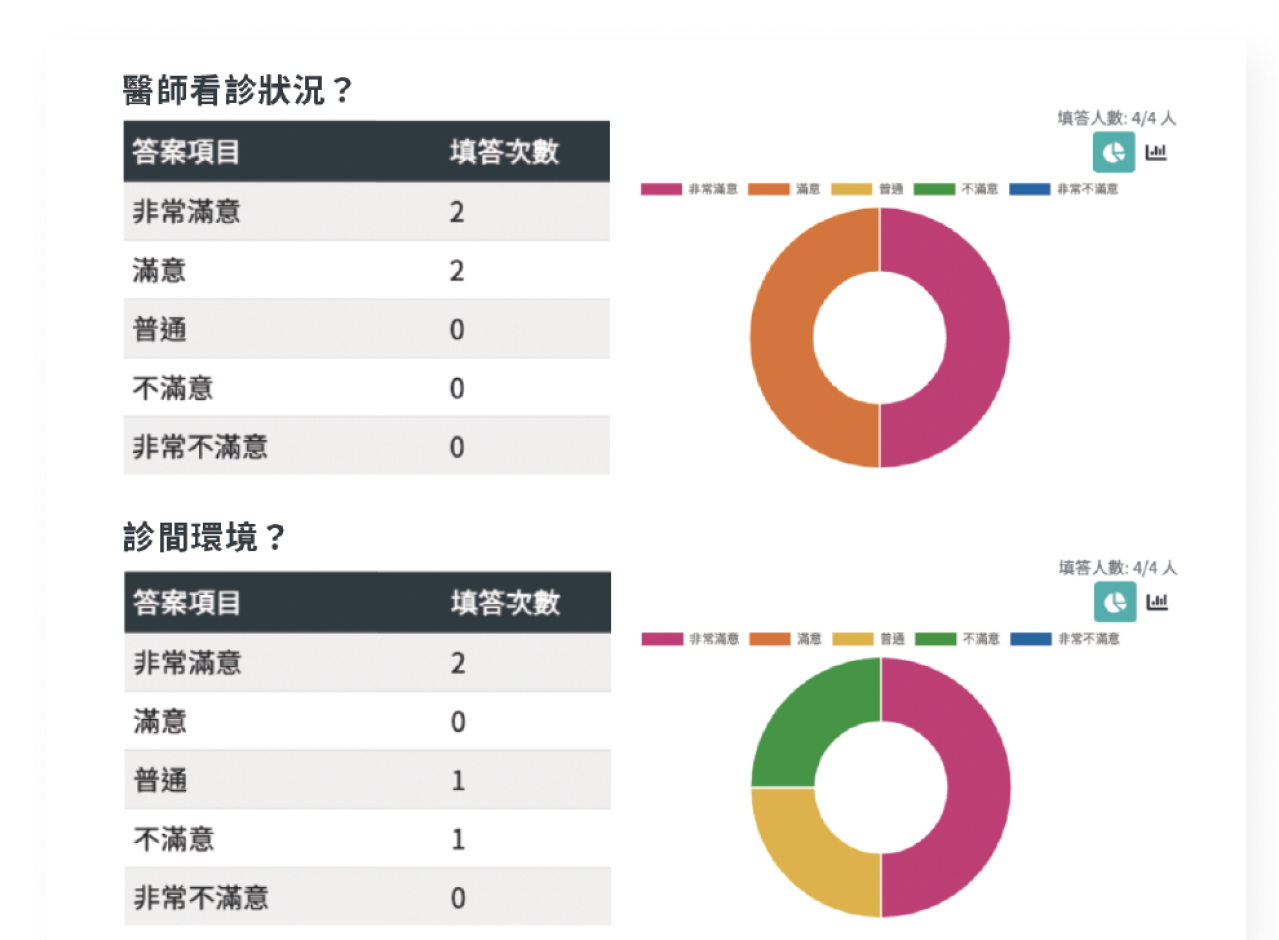 醫師看診狀況？
填答人數: 4/4 人
答案項目 填答次數
非常滿意 2
滿意 2
普通 0
不滿意 0
非常不滿意 0
非常滿意 滿意 普通 不滿意 非常不滿意
診間環境？
填答人數: 4/4 人
答案項目 填答次數
非常滿意 2
滿意 0
普通 1
不滿意 1
非常不滿意 0
非常滿意 滿意 普通 不滿意 非常不滿意